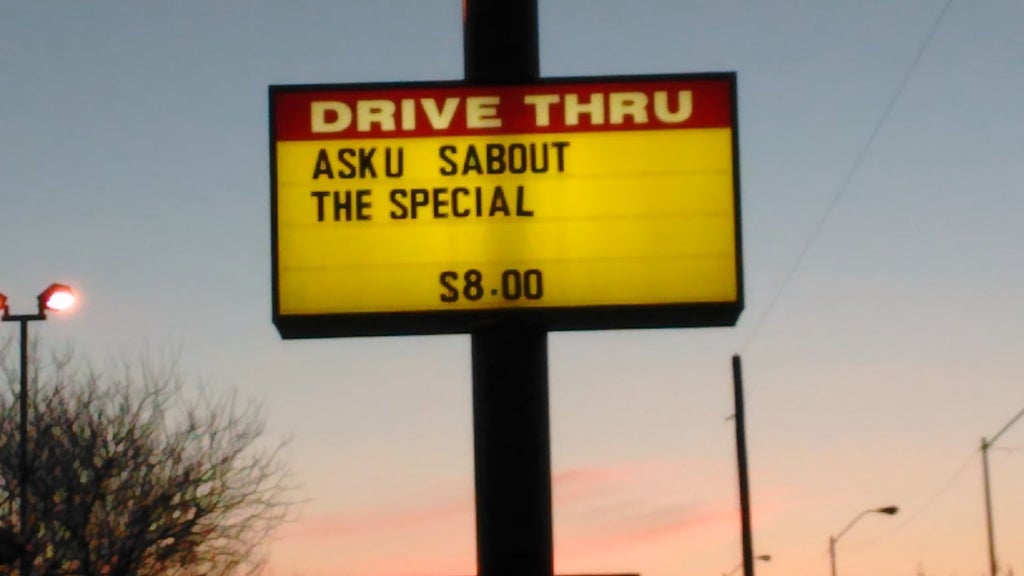 DRIVE THRU
ASKU SABOUT
THE SPECIAL
S8.00